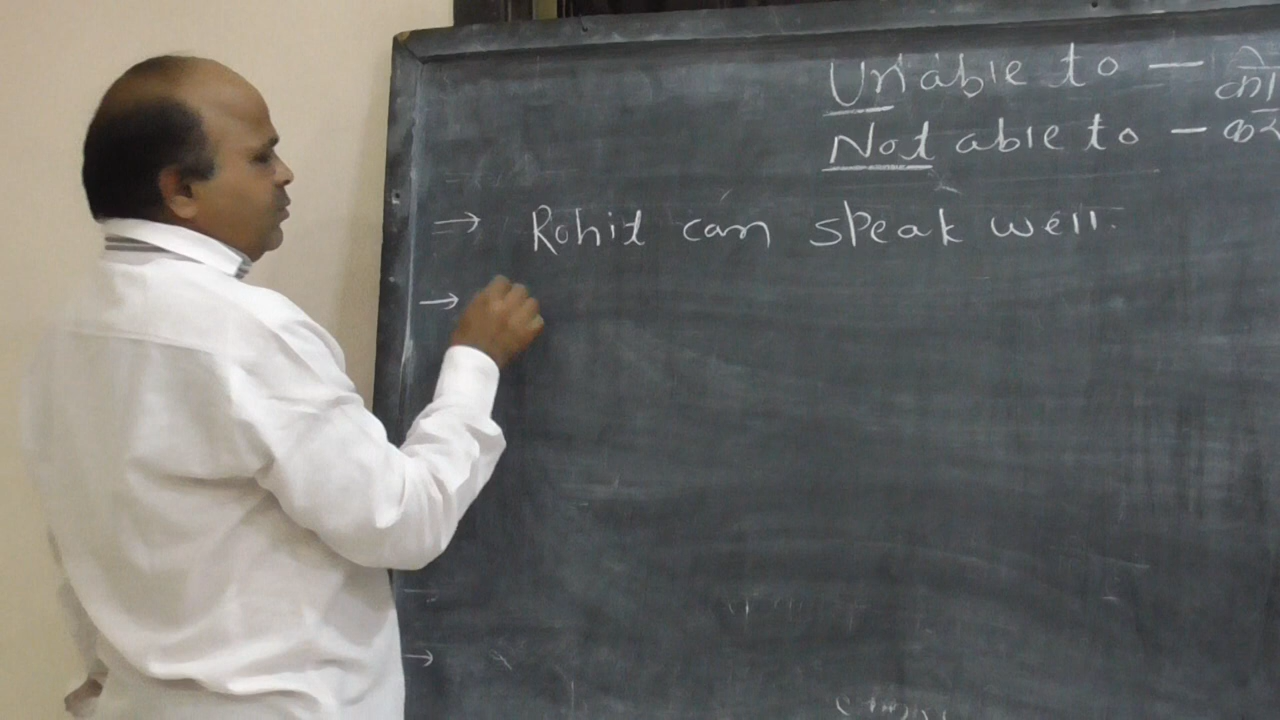 Unable to —
Not able to —
→ Rohit can speak well.
→
→